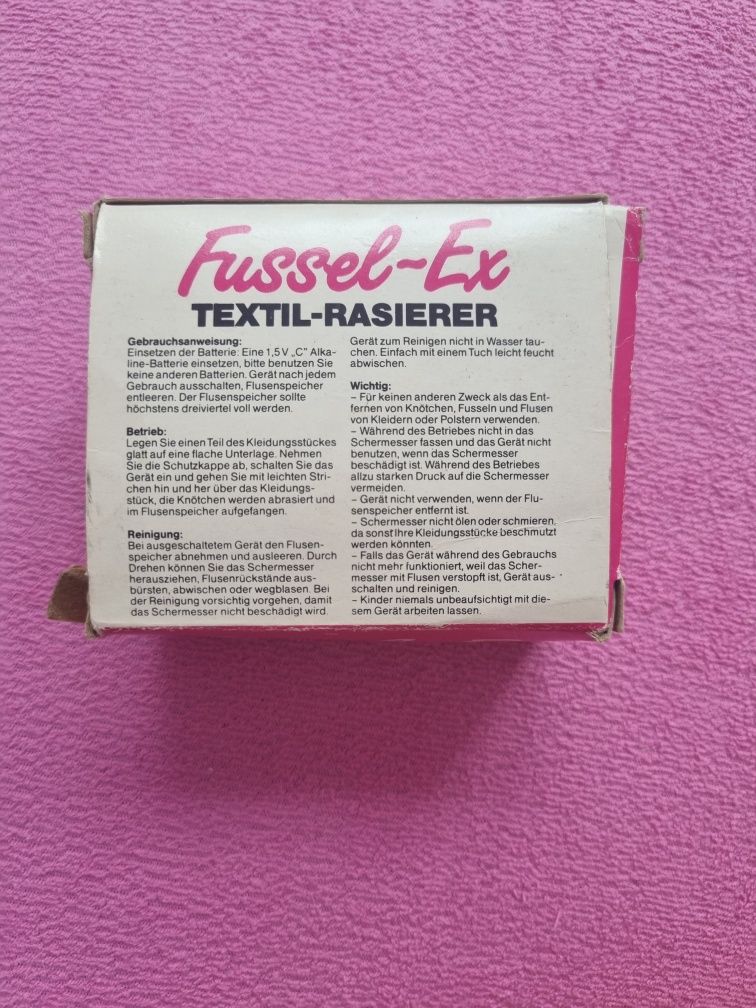 Fussel-Ex
TEXTIL-RASIERER
Gebrauchsanweisung:
Einsetzen der Batterie: Eine 1,5 V „C" Alka-
line-Batterie einsetzen, bitte benutzen Sie
keine anderen Batterien. Gerät nach jedem
Gebrauch ausschalten, Flusenspeicher
entleeren. Der Flusenspeicher sollte
höchstens dreiviertel voll werden.
Betrieb:
Legen Sie einen Teil des Kleidungsstückes
glatt auf eine flache Unterlage. Nehmen
Sie die Schutzkappe ab, schalten Sie das
Gerät ein und gehen Sie mit leichten Stri-
chen hin und her über das Kleidungs-
stück, die Knötchen werden abrasiert und
im Flusenspeicher aufgefangen.
Reinigung:
Bei ausgeschaltetem Gerät den Flusen-
speicher abnehmen und ausleeren. Durch
Drehen können Sie das Schermesser
herausziehen, Flusenrückstände aus-
bürsten, abwischen oder wegblasen. Bei
der Reinigung vorsichtig vorgehen, damit
das Schermesser nicht beschädigt wird.
Gerät zum Reinigen nicht in Wasser tau-
chen. Einfach mit einem Tuch leicht feucht
abwischen.
Wichtig:
– Für keinen anderen Zweck als das Ent-
fernen von Knötchen, Fusseln und Flusen
von Kleidern oder Polstern verwenden.
– Während des Betriebes nicht in das
Schermesser fassen und das Gerät nicht
benutzen, wenn das Schermesser
beschädigt ist. Während des Betriebes
allzu starken Druck auf die Schermesser
vermeiden.
– Gerät nicht verwenden, wenn der Flu-
senspeicher entfernt ist.
– Schermesser nicht ölen oder schmieren,
da sonst Ihre Kleidungsstücke beschmutzt
werden könnten.
– Falls das Gerät während des Gebrauchs
nicht mehr funktioniert, weil das Scher-
messer mit Flusen verstopft ist, Gerät aus-
schalten und reinigen.
– Kinder niemals unbeaufsichtigt mit die-
sem Gerät arbeiten lassen.